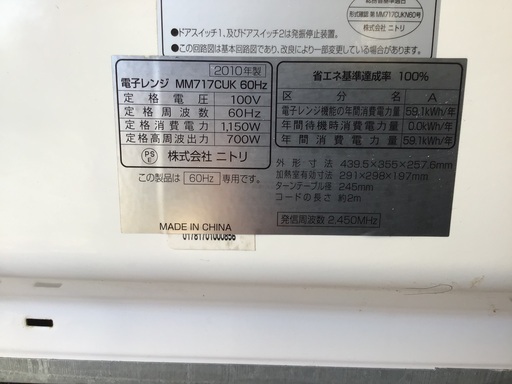 形式確認 第MM717CUKN60号
●ドアスイッチ1、及びドアスイッチ2は発振停止装置。
●この回路図は基本回路図であり、改良により一部変更している場合
2010年製
電子レンジ MM717CUK 60Hz
定格電圧 100V
定格周波数 60Hz
定格消費電力 1,150W
定格高周波出力 700W
PS E 株式会社 ニトリ
この製品は 60Hz 専用です。
MADE IN CHINA
省エネ基準達成率 100%
区分名 A
電子レンジ機能の年間消費電力量 59.1kWh/年
年間待機時消費電力量 0.0kWh/年
年間消費電力量 59.1kWh/年
外形寸法 439.5×355×257.6mm
加熱室有効寸法 291×298×197mm
ターンテーブル径 245mm
コードの長さ 約2m
発信周波数 2,450MHz